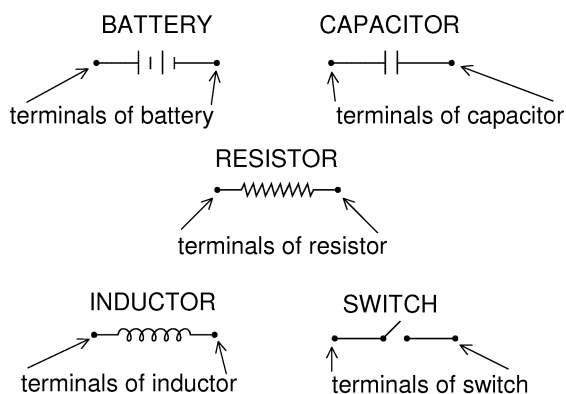 BATTERY
CAPACITOR
terminals of battery
terminals of capacitor
RESISTOR
terminals of resistor
INDUCTOR
SWITCH
terminals of inductor
terminals of switch